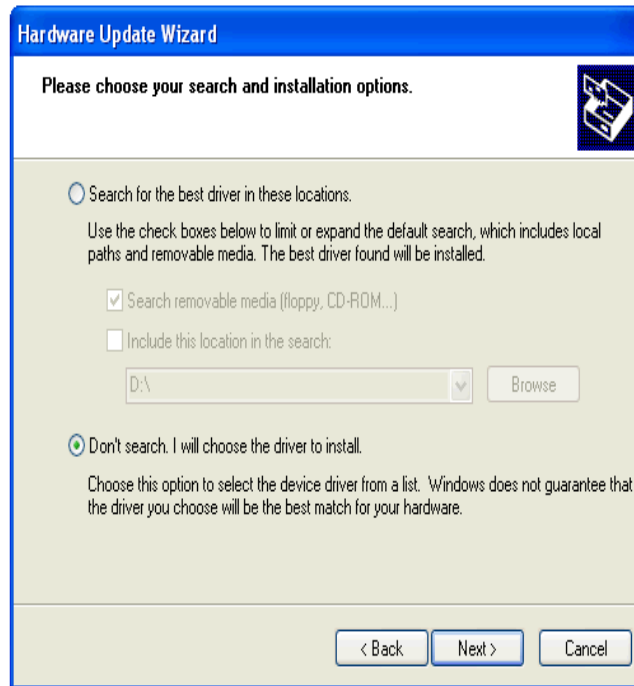 Hardware Update Wizard
Please choose your search and installation options.
Search for the best driver in these locations.
Use the check boxes below to limit or expand the default search, which includes local
paths and removable media. The best driver found will be installed.
Search removable media (floppy, CD-ROM...)
Include this location in the search:
D:\
Browse
Don't search. I will choose the driver to install.
Choose this option to select the device driver from a list. Windows does not guarantee that
the driver you choose will be the best match for your hardware.
< Back Next > Cancel